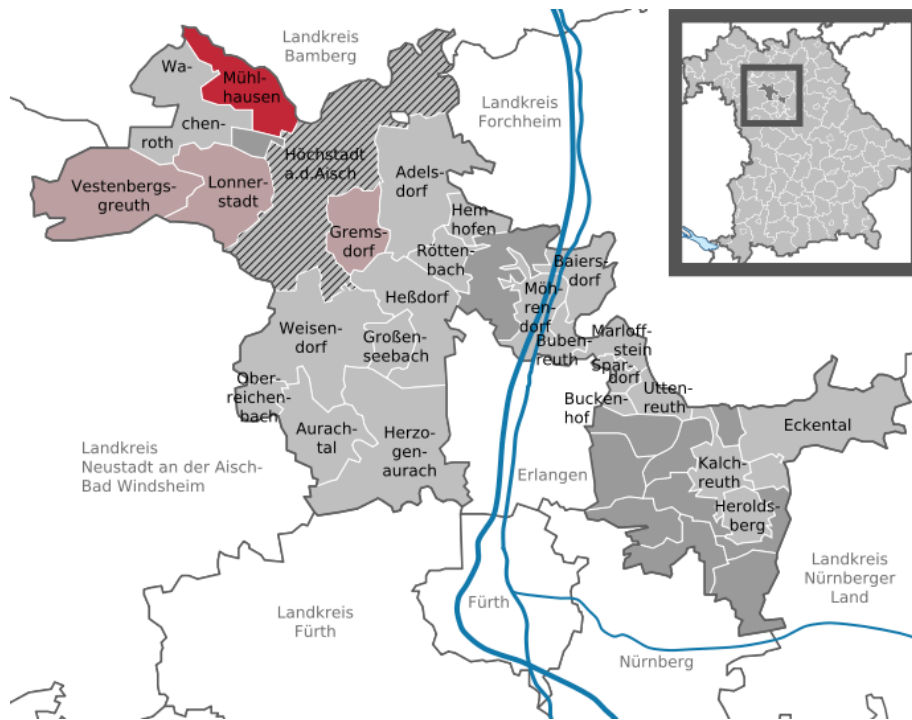 Landkreis
Bamberg
Wa-
Mühl-
hausen
chen-
roth
Landkreis
Forchheim
Höchstadt
a.d.Aisch
Adels-
dorf
Vestenbergs-
greuth
Lonner-
stadt
Hem-
hofen
Grems-
dorf
Rötten-
bach
Baiers-
dorf
Möh-
ren-
dorf
Heßdorf
Weisen-
dorf
Großen-
seebach
Buben-
reuth
Marloff-
stein
Spar-
dorf
Ober-
reichen-
bach
Bucken-
hof
Utten-
reuth
Aurach-
tal
Herzo-
gen-
aurach
Eckental
Landkreis
Neustadt an der Aisch-
Bad Windsheim
Erlangen
Kalch-
reuth
Herolds-
berg
Landkreis
Nürnberger
Land
Landkreis
Fürth
Fürth
Nürnberg